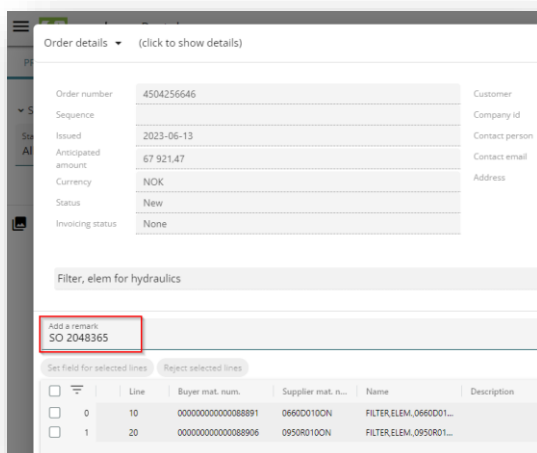 Order details (click to show details)
Order number 4504256646 Customer
Sequence Company id
Issued 2023-06-13 Contact person
Anticipated amount 67 921,47 Contact email
Currency NOK Address
Status New
Invoicing status None
Filter, elem for hydraulics
Add a remark
SO 2048365
Set field for selected lines Reject selected lines
Line Buyer mat. num. Supplier mat. n... Name Description
0 10 000000000000088891 0660D010ON FILTER,ELEM.,0660D01...
1 20 000000000000088906 0950R010ON FILTER,ELEM.,0950R01...